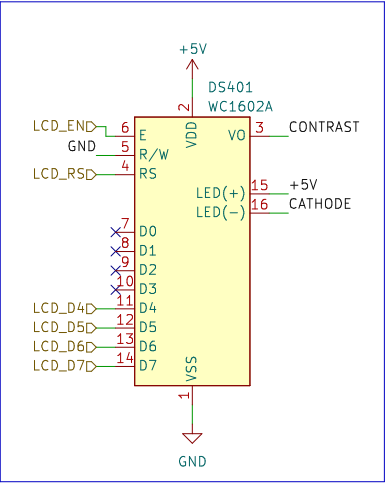 +5V
DS401
WC1602A
2
VDD
LCD_EN 6 E
VO 3 CONTRAST
GND 5 R/W
LCD_RS 4 RS
LED(+) 15 +5V
LED(-) 16 CATHODE
7 D0
8 D1
9 D2
10 D3
LCD_D4 11 D4
LCD_D5 12 D5
LCD_D6 13 D6
LCD_D7 14 D7
VSS
1
GND